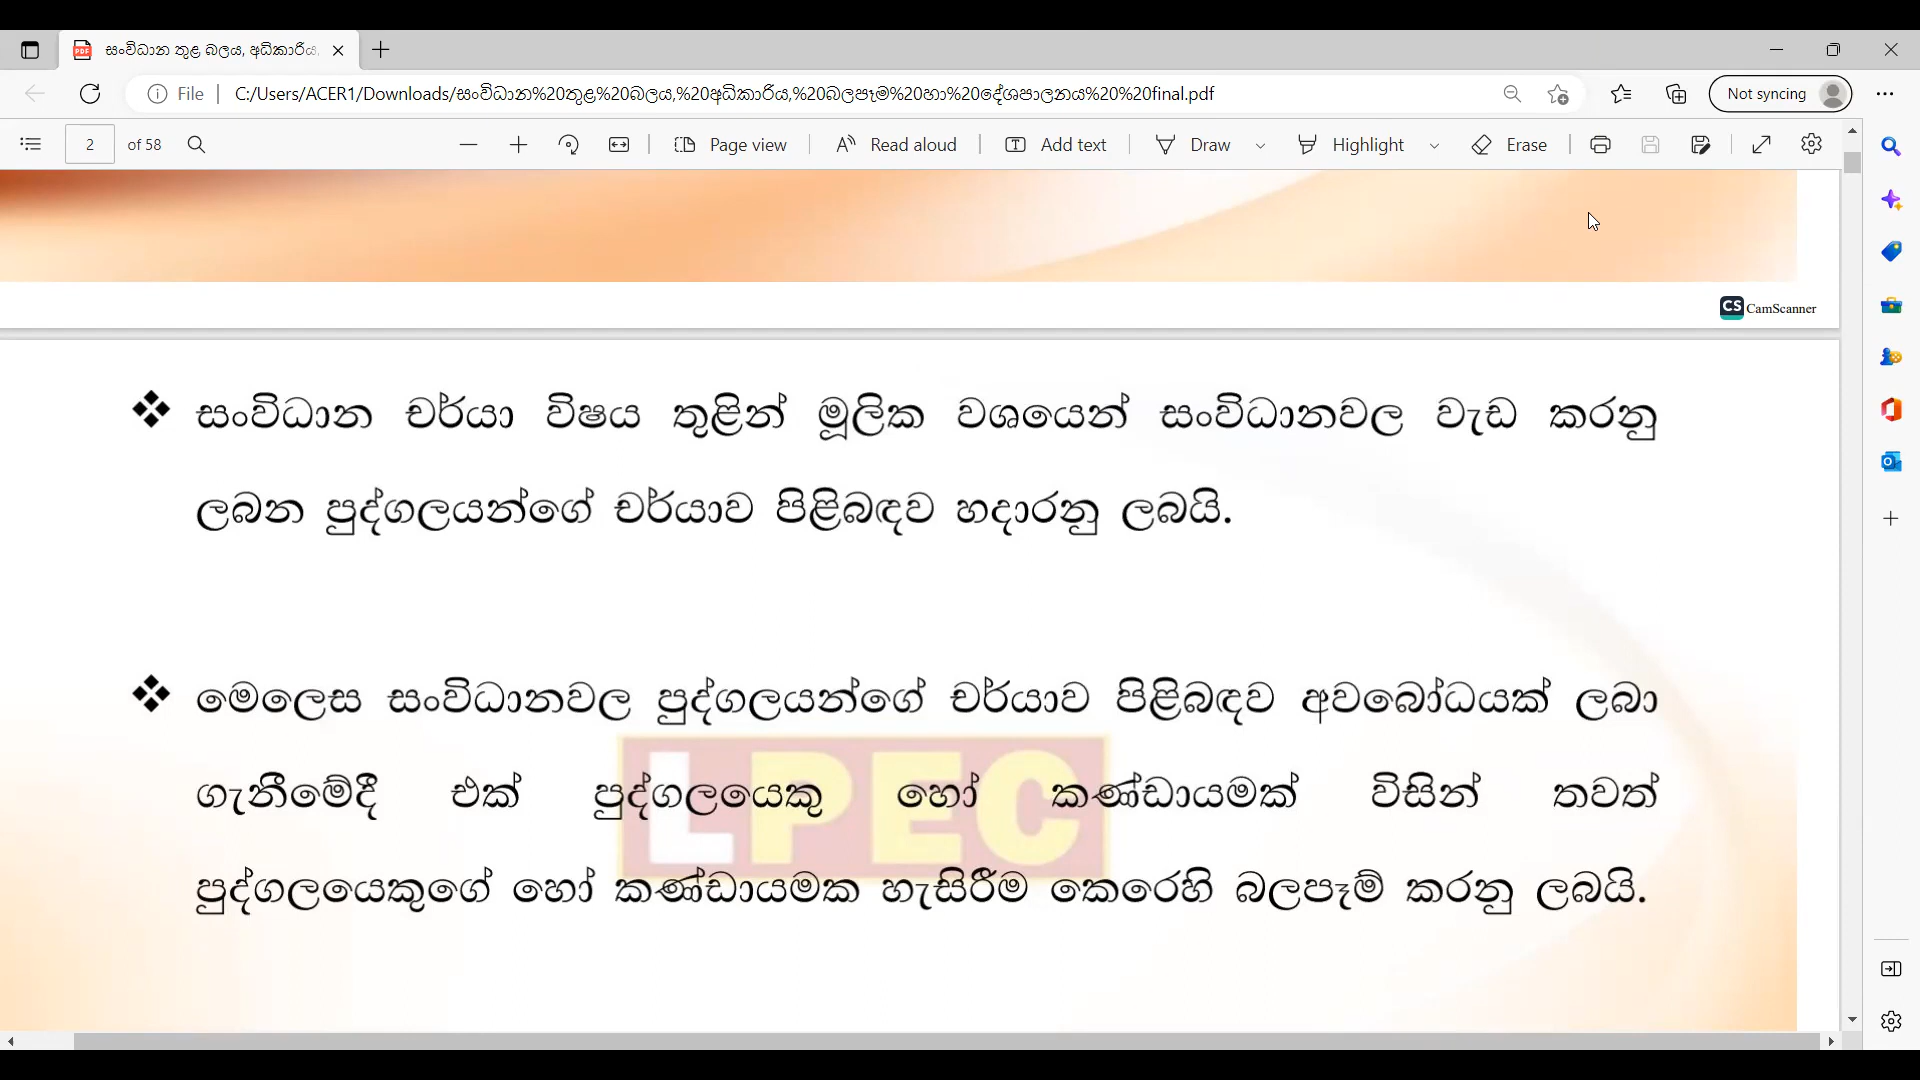 සංවිධාන තුළ බලය, අධිකාරිය,
File
C:/Users/ACER1/Downloads/සංවිධාන%20තුළ%20බලය,%20අධිකාරිය,%20බලපෑම%20හා%20දේශපාලනය%20%20final.pdf
Not syncing
2 of 58
Page view
Read aloud
Add text
Draw
Highlight
Erase
CS CamScanner
❖ සංවිධාන චර්යා විෂය තුළින් මූලික වශයෙන් සංවිධානවල වැඩ කරනු
ලබන පුද්ගලයන්ගේ චර්යාව පිළිබඳව හදාරනු ලබයි.
❖ මෙලෙස සංවිධානවල පුද්ගලයන්ගේ චර්යාව පිළිබඳව අවබෝධයක් ලබා
ගැනීමේදී එක් පුද්ගලයෙකු හෝ කණ්ඩායමක් විසින් තවත්
LPEC
පුද්ගලයෙකුගේ හෝ කණ්ඩායමක හැසිරීම කෙරෙහි බලපෑම් කරනු ලබයි.